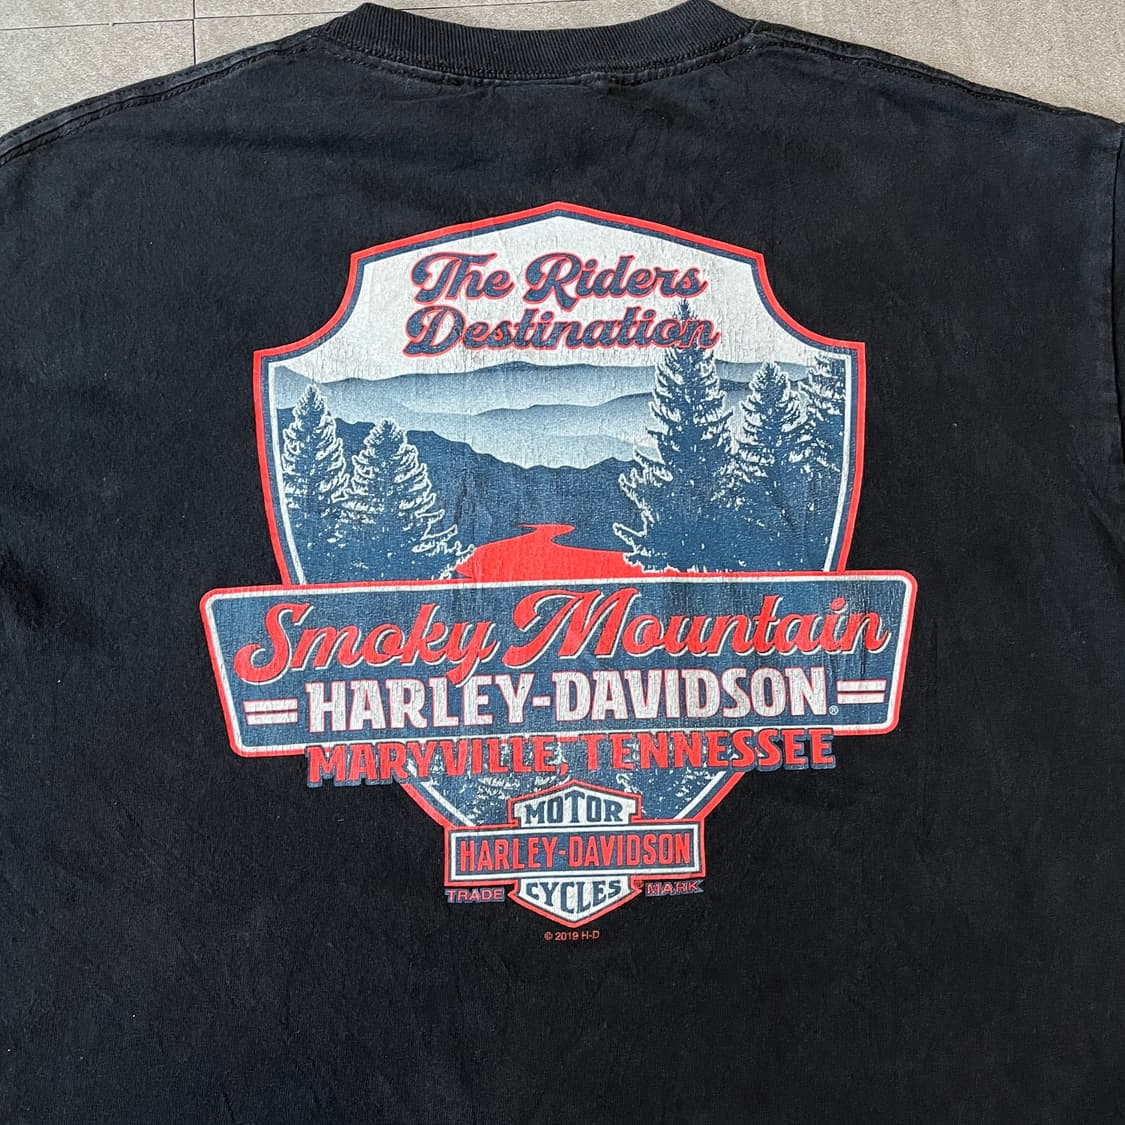 The Riders
Destination
Smoky Mountain
HARLEY-DAVIDSON®
MARYVILLE, TENNESSEE
MOTOR
HARLEY-DAVIDSON
CYCLES ®
TRADE MARK
© 2019 H-D